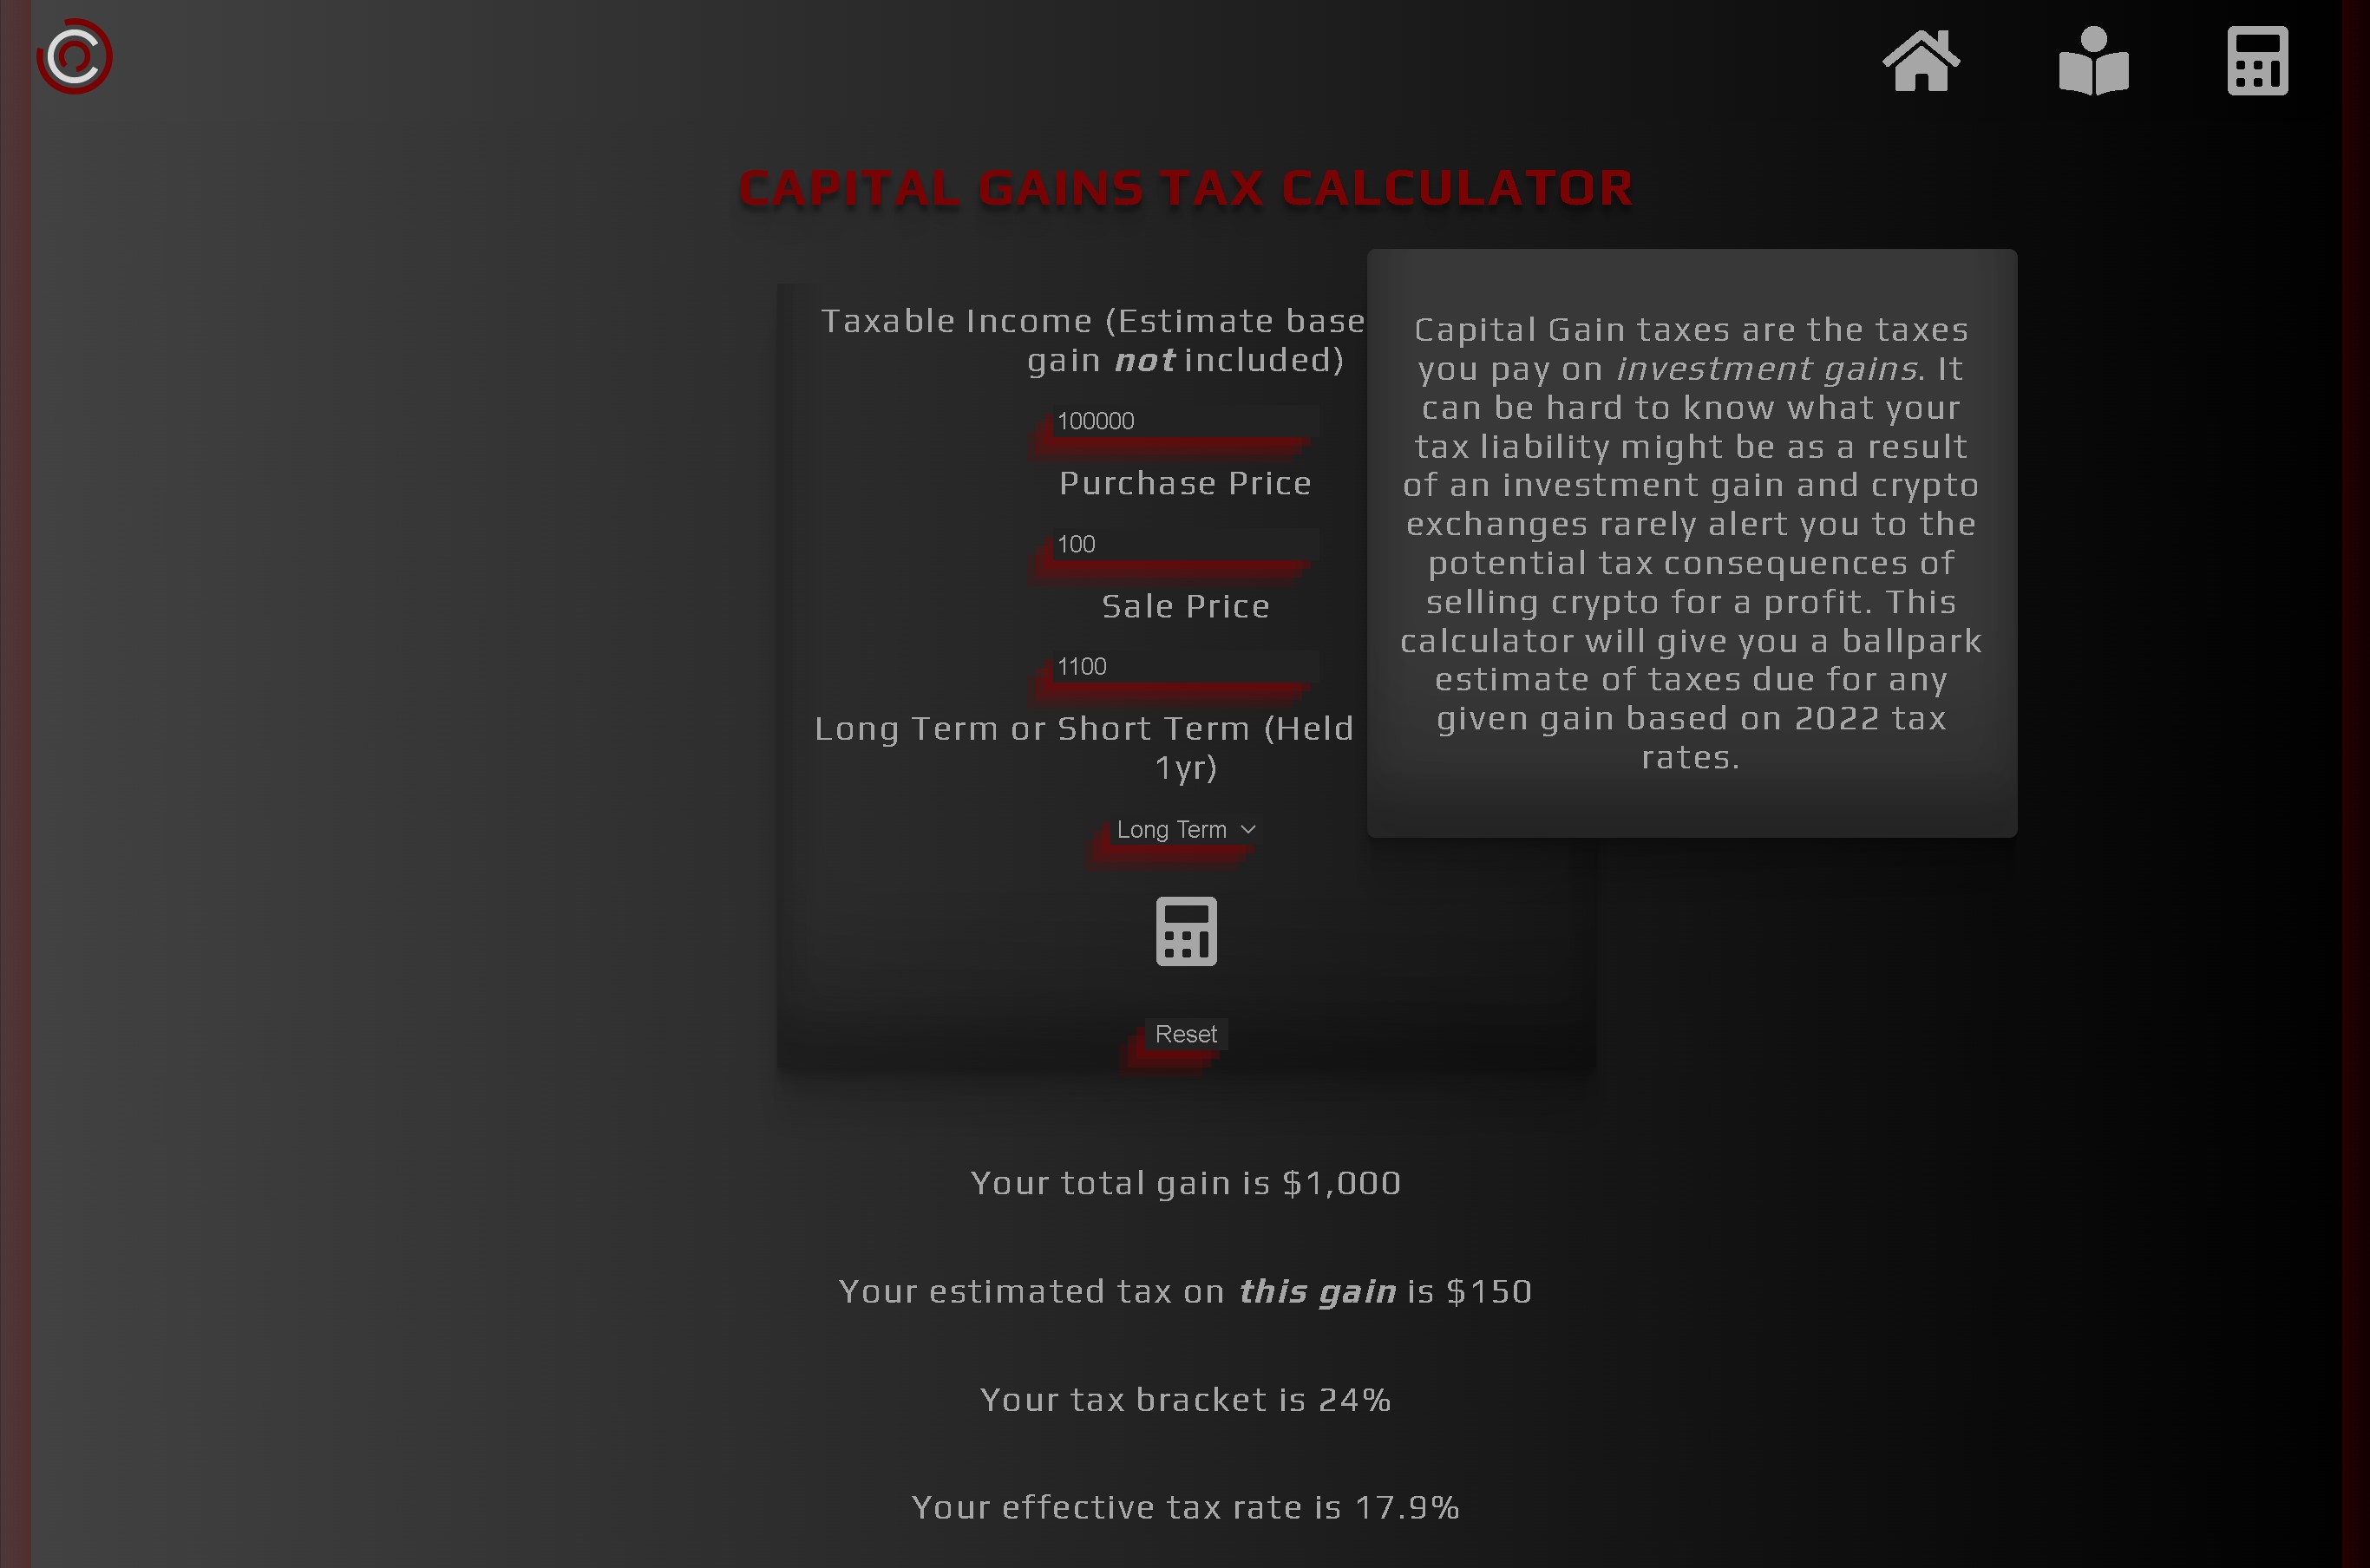 CAPITAL GAINS TAX CALCULATOR
Taxable Income (Estimate base
gain not included)
100000
Purchase Price
100
Sale Price
1100
Long Term or Short Term (Held
1yr)
Long Term
Reset
Capital Gain taxes are the taxes
you pay on investment gains. It
can be hard to know what your
tax liability might be as a result
of an investment gain and crypto
exchanges rarely alert you to the
potential tax consequences of
selling crypto for a profit. This
calculator will give you a ballpark
estimate of taxes due for any
given gain based on 2022 tax
rates.
Your total gain is $1,000
Your estimated tax on this gain is $150
Your tax bracket is 24%
Your effective tax rate is 17.9%